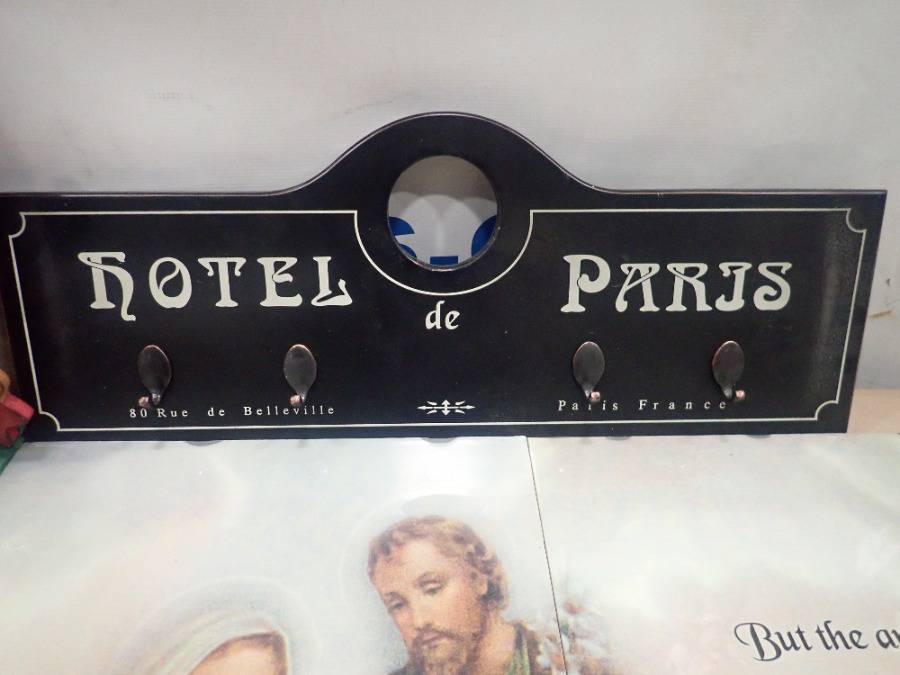 HOTEL de PARIS
80 Rue de Belleville
Paris France
But the